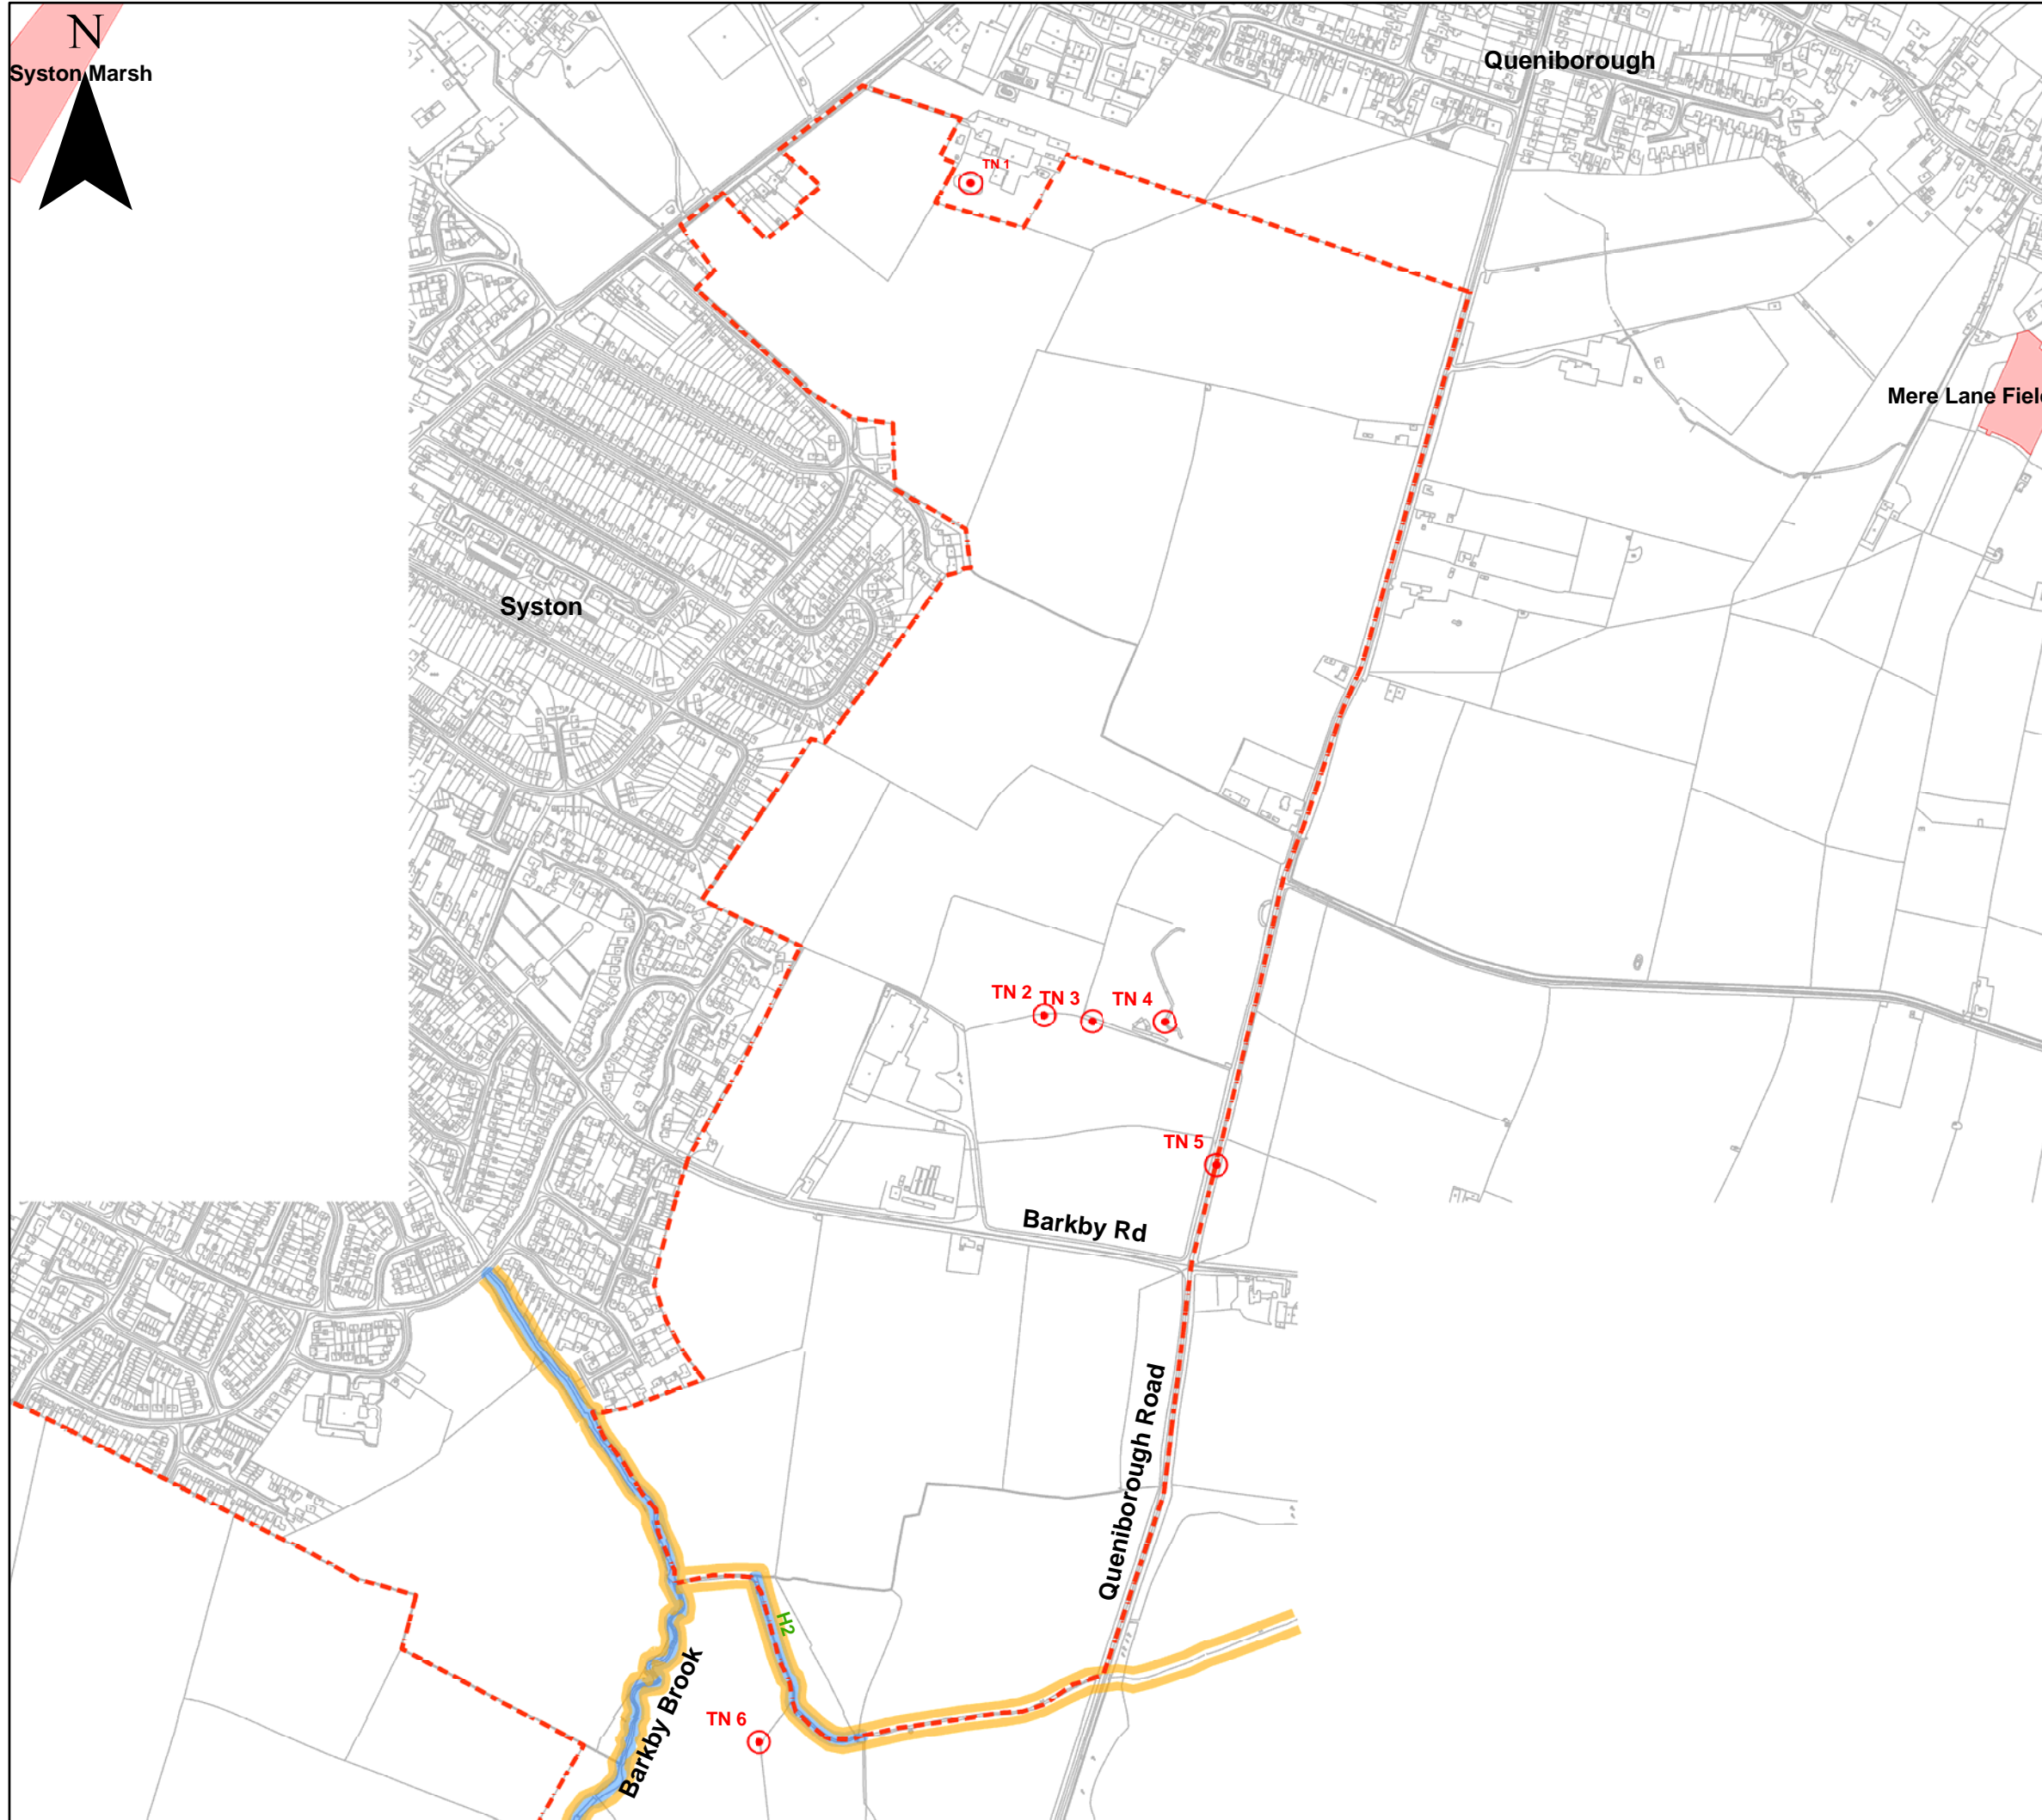 N
Syston Marsh
Queniborough
TN 1
Mere Lane Fiel
Syston
TN 2
TN 3
TN 4
TN 5
Barkby Rd
Queniborough Road
H2
Barkby Brook
TN 6